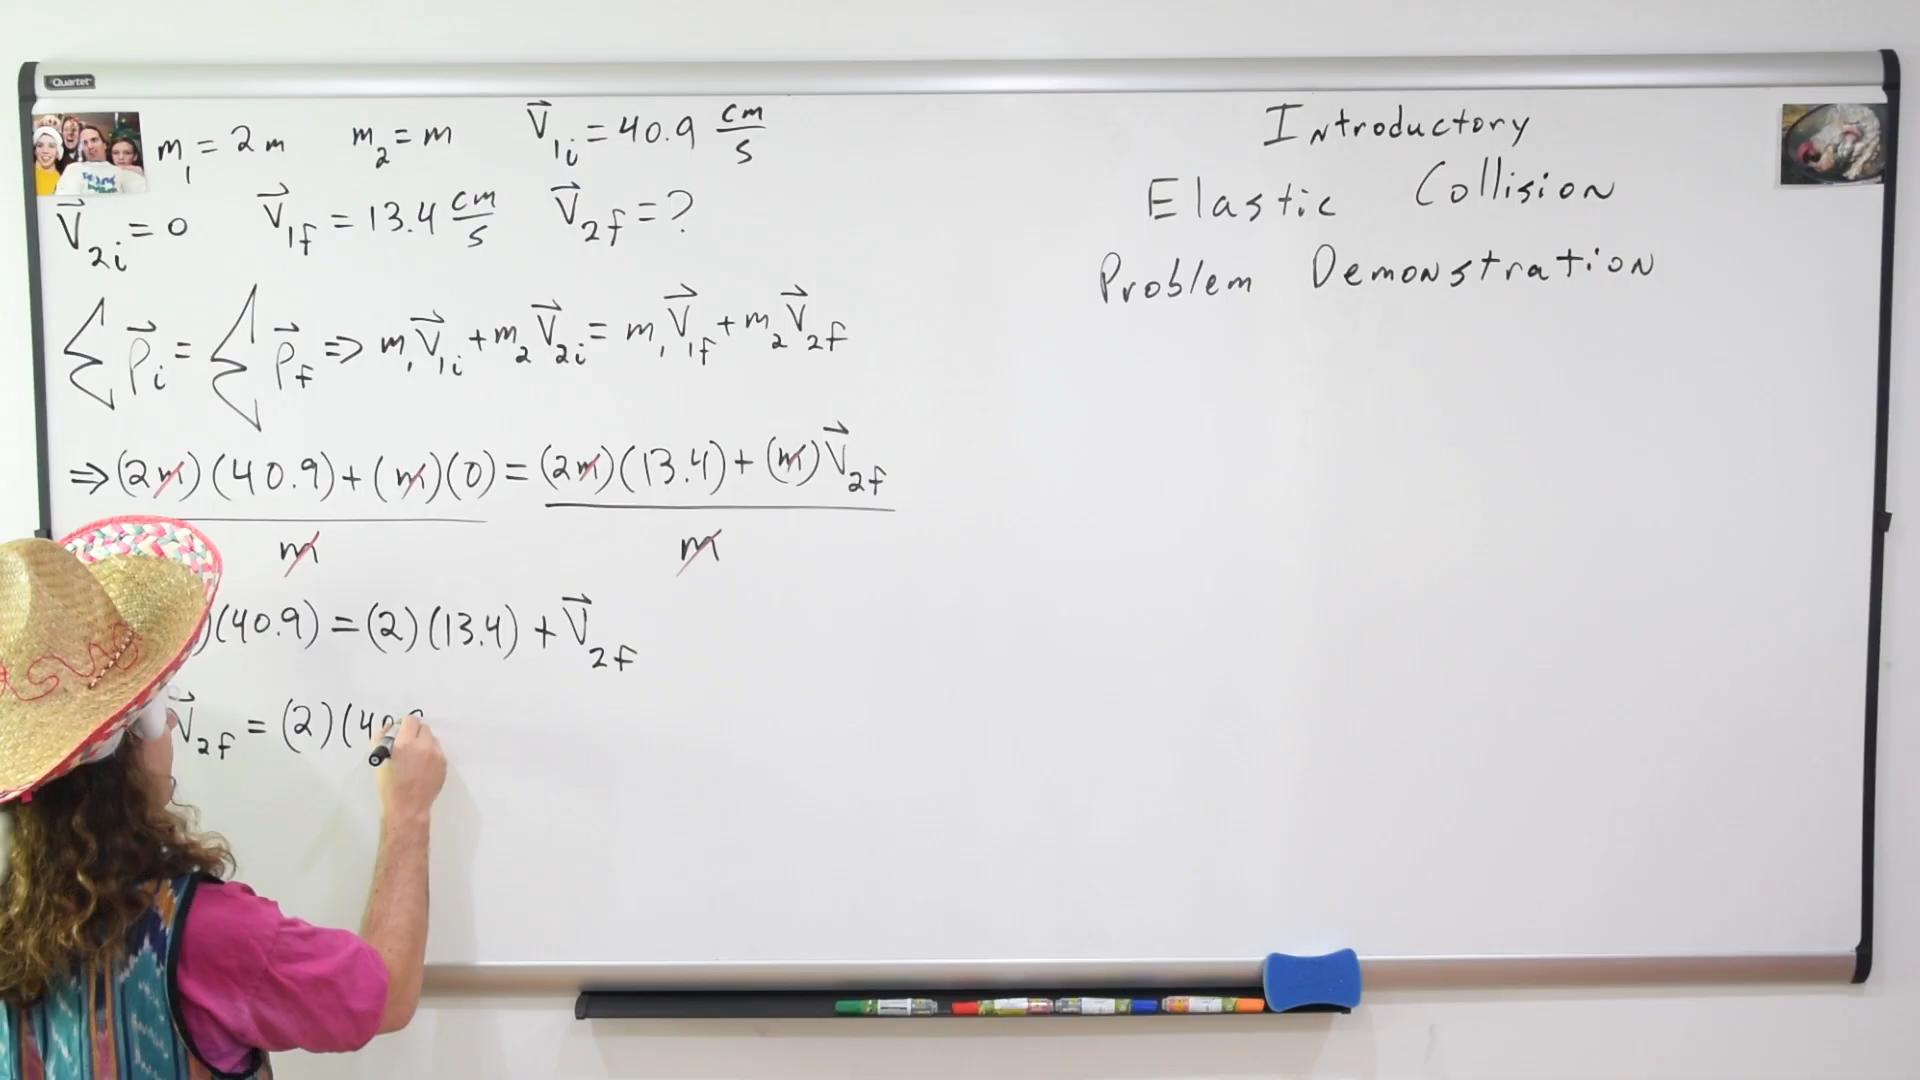 Quartet
m₁ = 2m m₂ = m V⃗₁ᵢ = 40.9 cm/s
V⃗₂ᵢ = 0 V⃗₁f = 13.4 cm/s V⃗₂f = ?
∑ p⃗ᵢ = ∑ p⃗f => m₁V⃗₁ᵢ + m₂V⃗₂ᵢ = m₁V⃗₁f + m₂V⃗₂f
=> (2m)(40.9) + (m)(0) = (2m)(13.4) + (m)V⃗₂f
m m
)(40.9) = (2)(13.4) + V⃗₂f
V⃗₂f = (2)(40
Introductory
Elastic Collision
Problem Demonstration